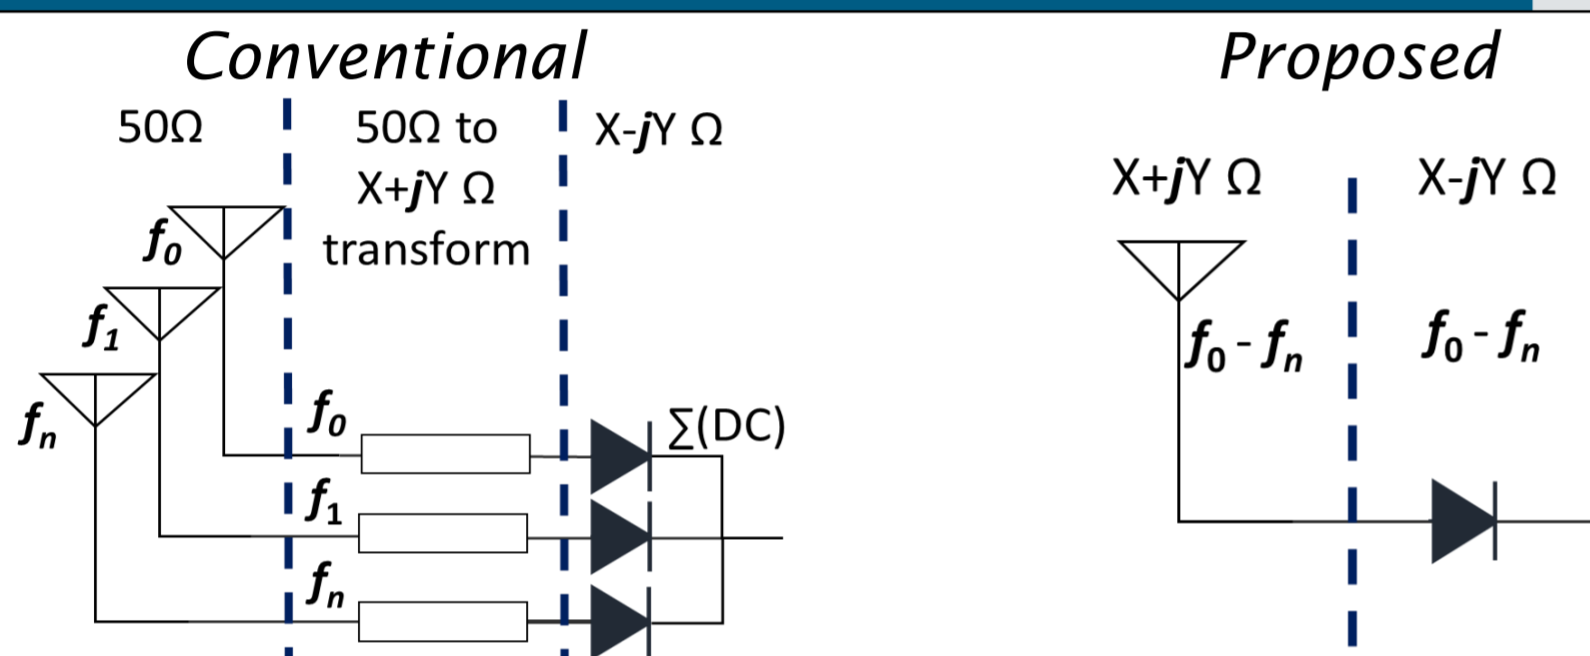 Conventional
50Ω
50Ω to
X+jY Ω
transform
X-jY Ω
f0
f1
fn
f0
f1
fn
∑(DC)
Proposed
X+jY Ω
X-jY Ω
f0 - fn
f0 - fn